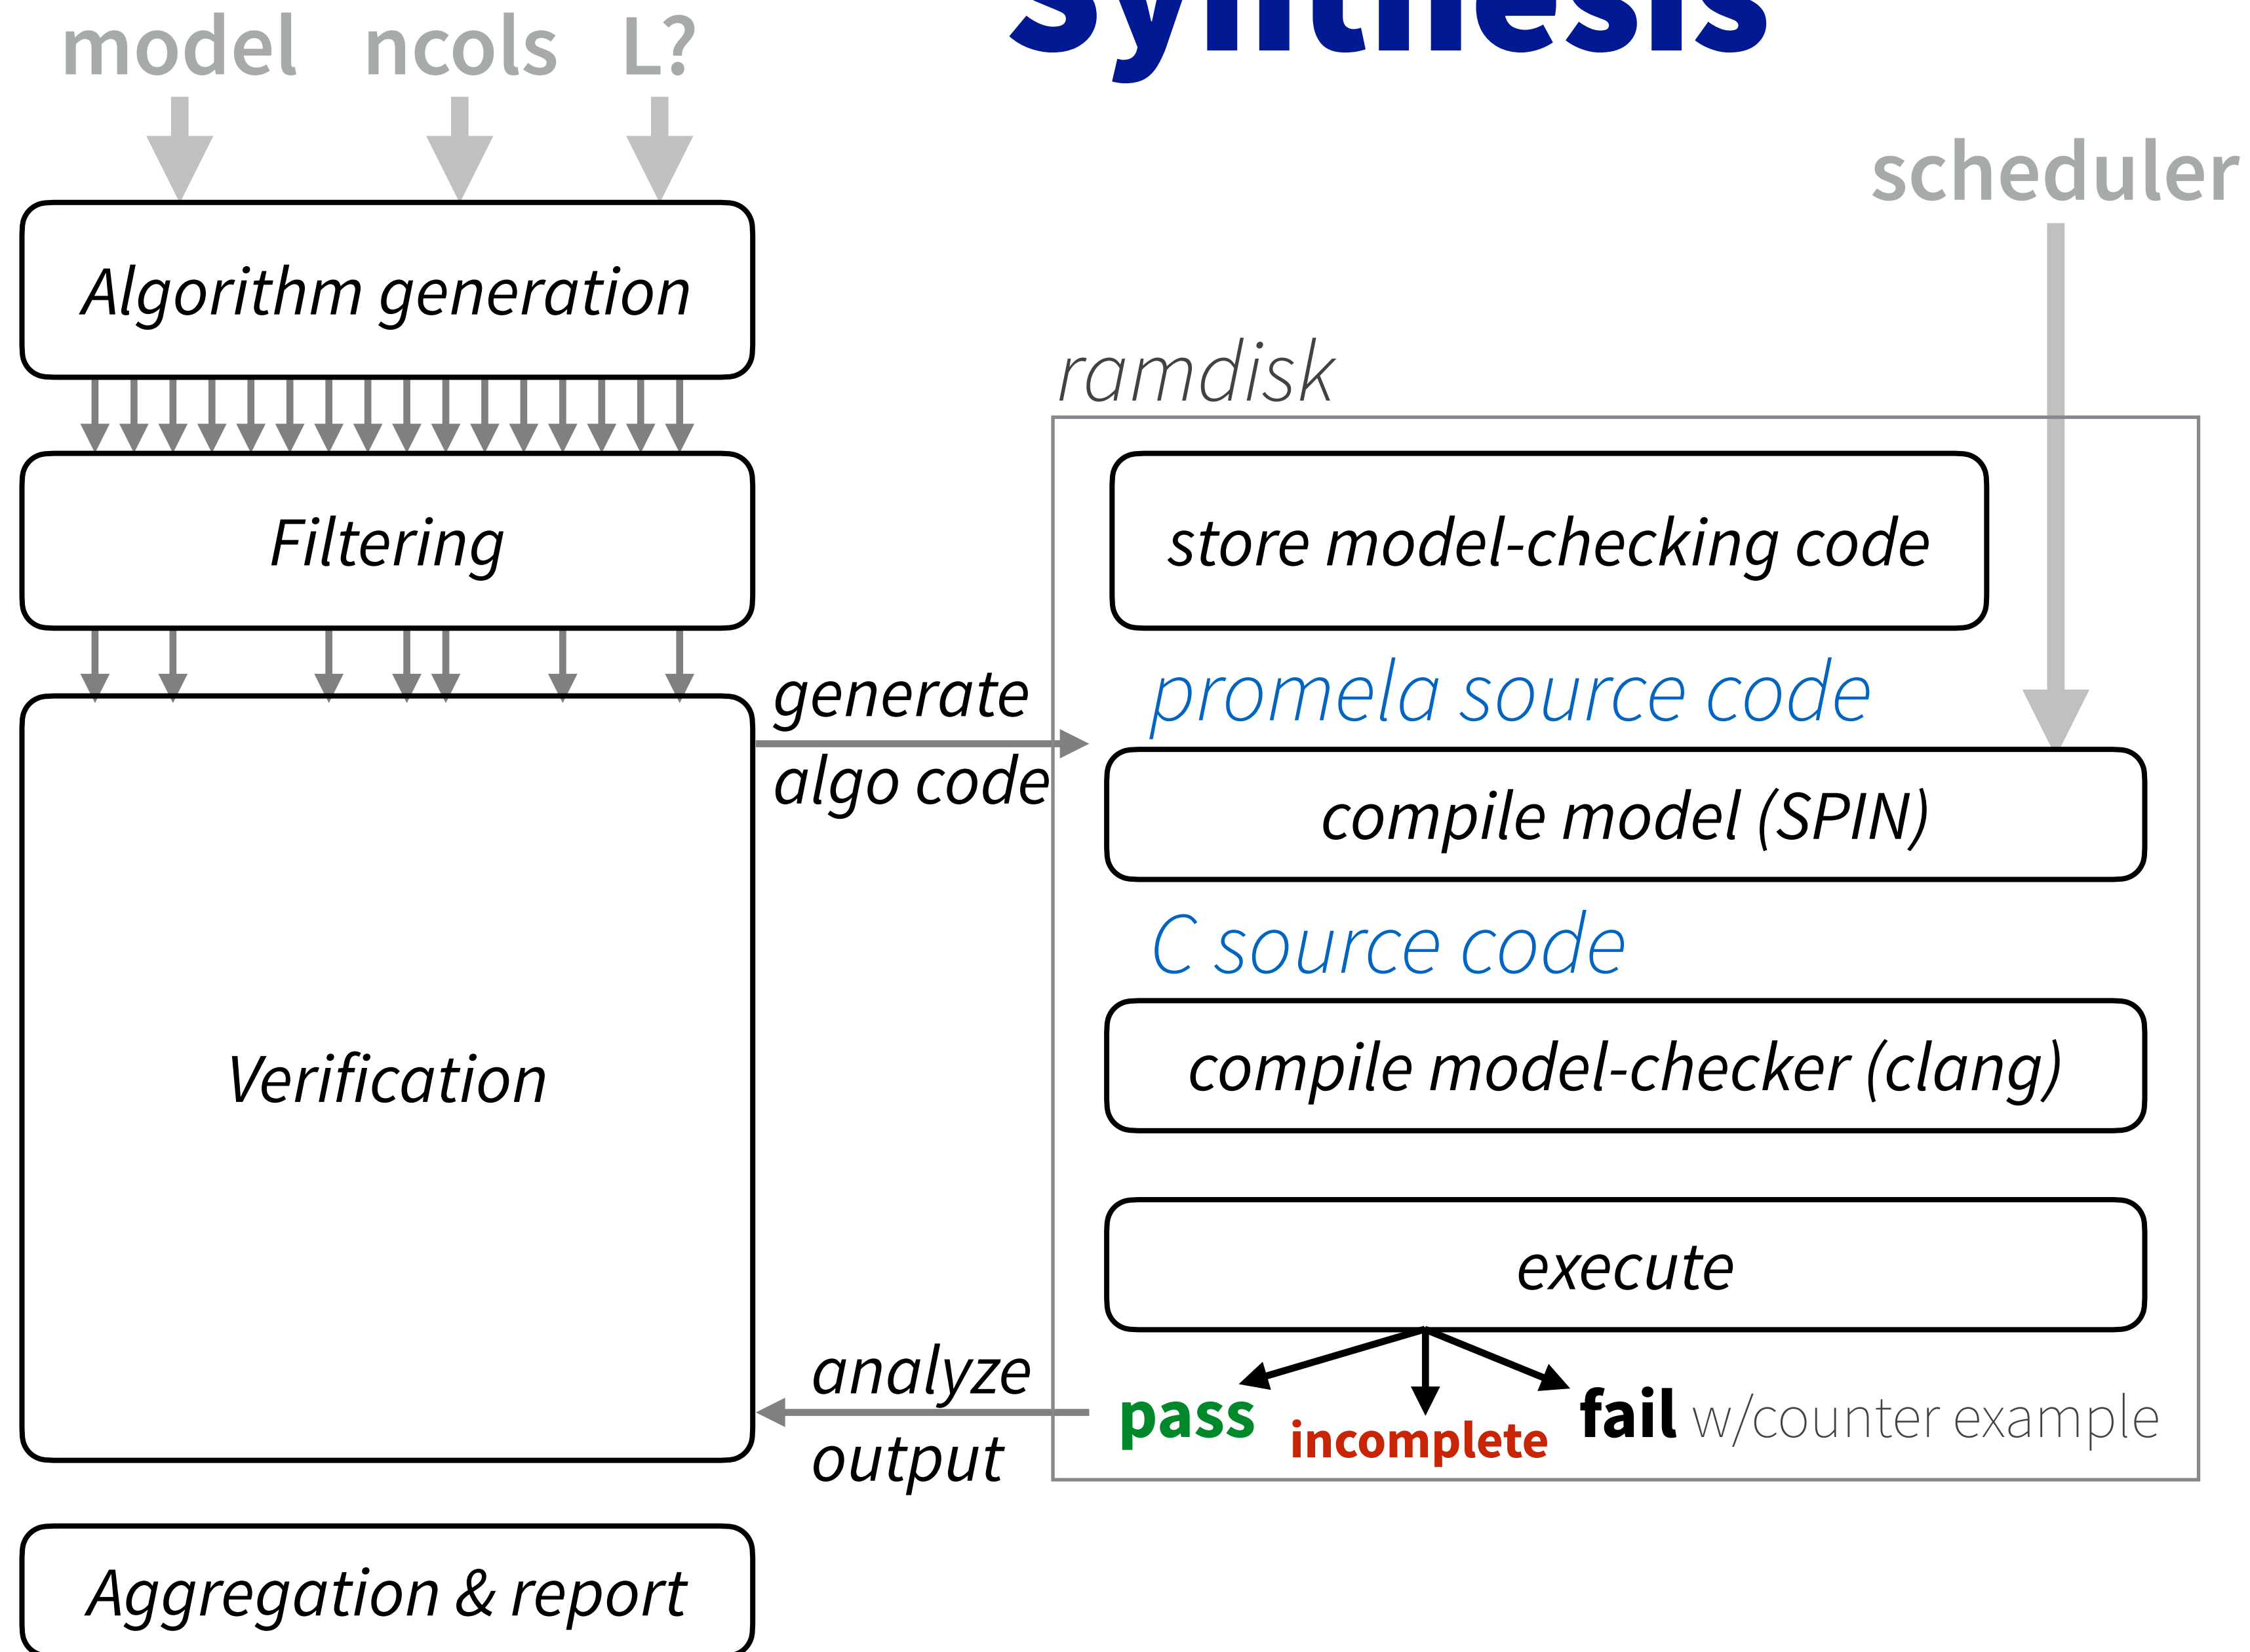 Synthesis
model ncols L?
scheduler
Algorithm generation
ramdisk
Filtering
store model-checking code
generate
algo code
promela source code
compile model (SPIN)
C source code
Verification
compile model-checker (clang)
execute
analyze
output
pass
incomplete
fail w/counter example
Aggregation & report